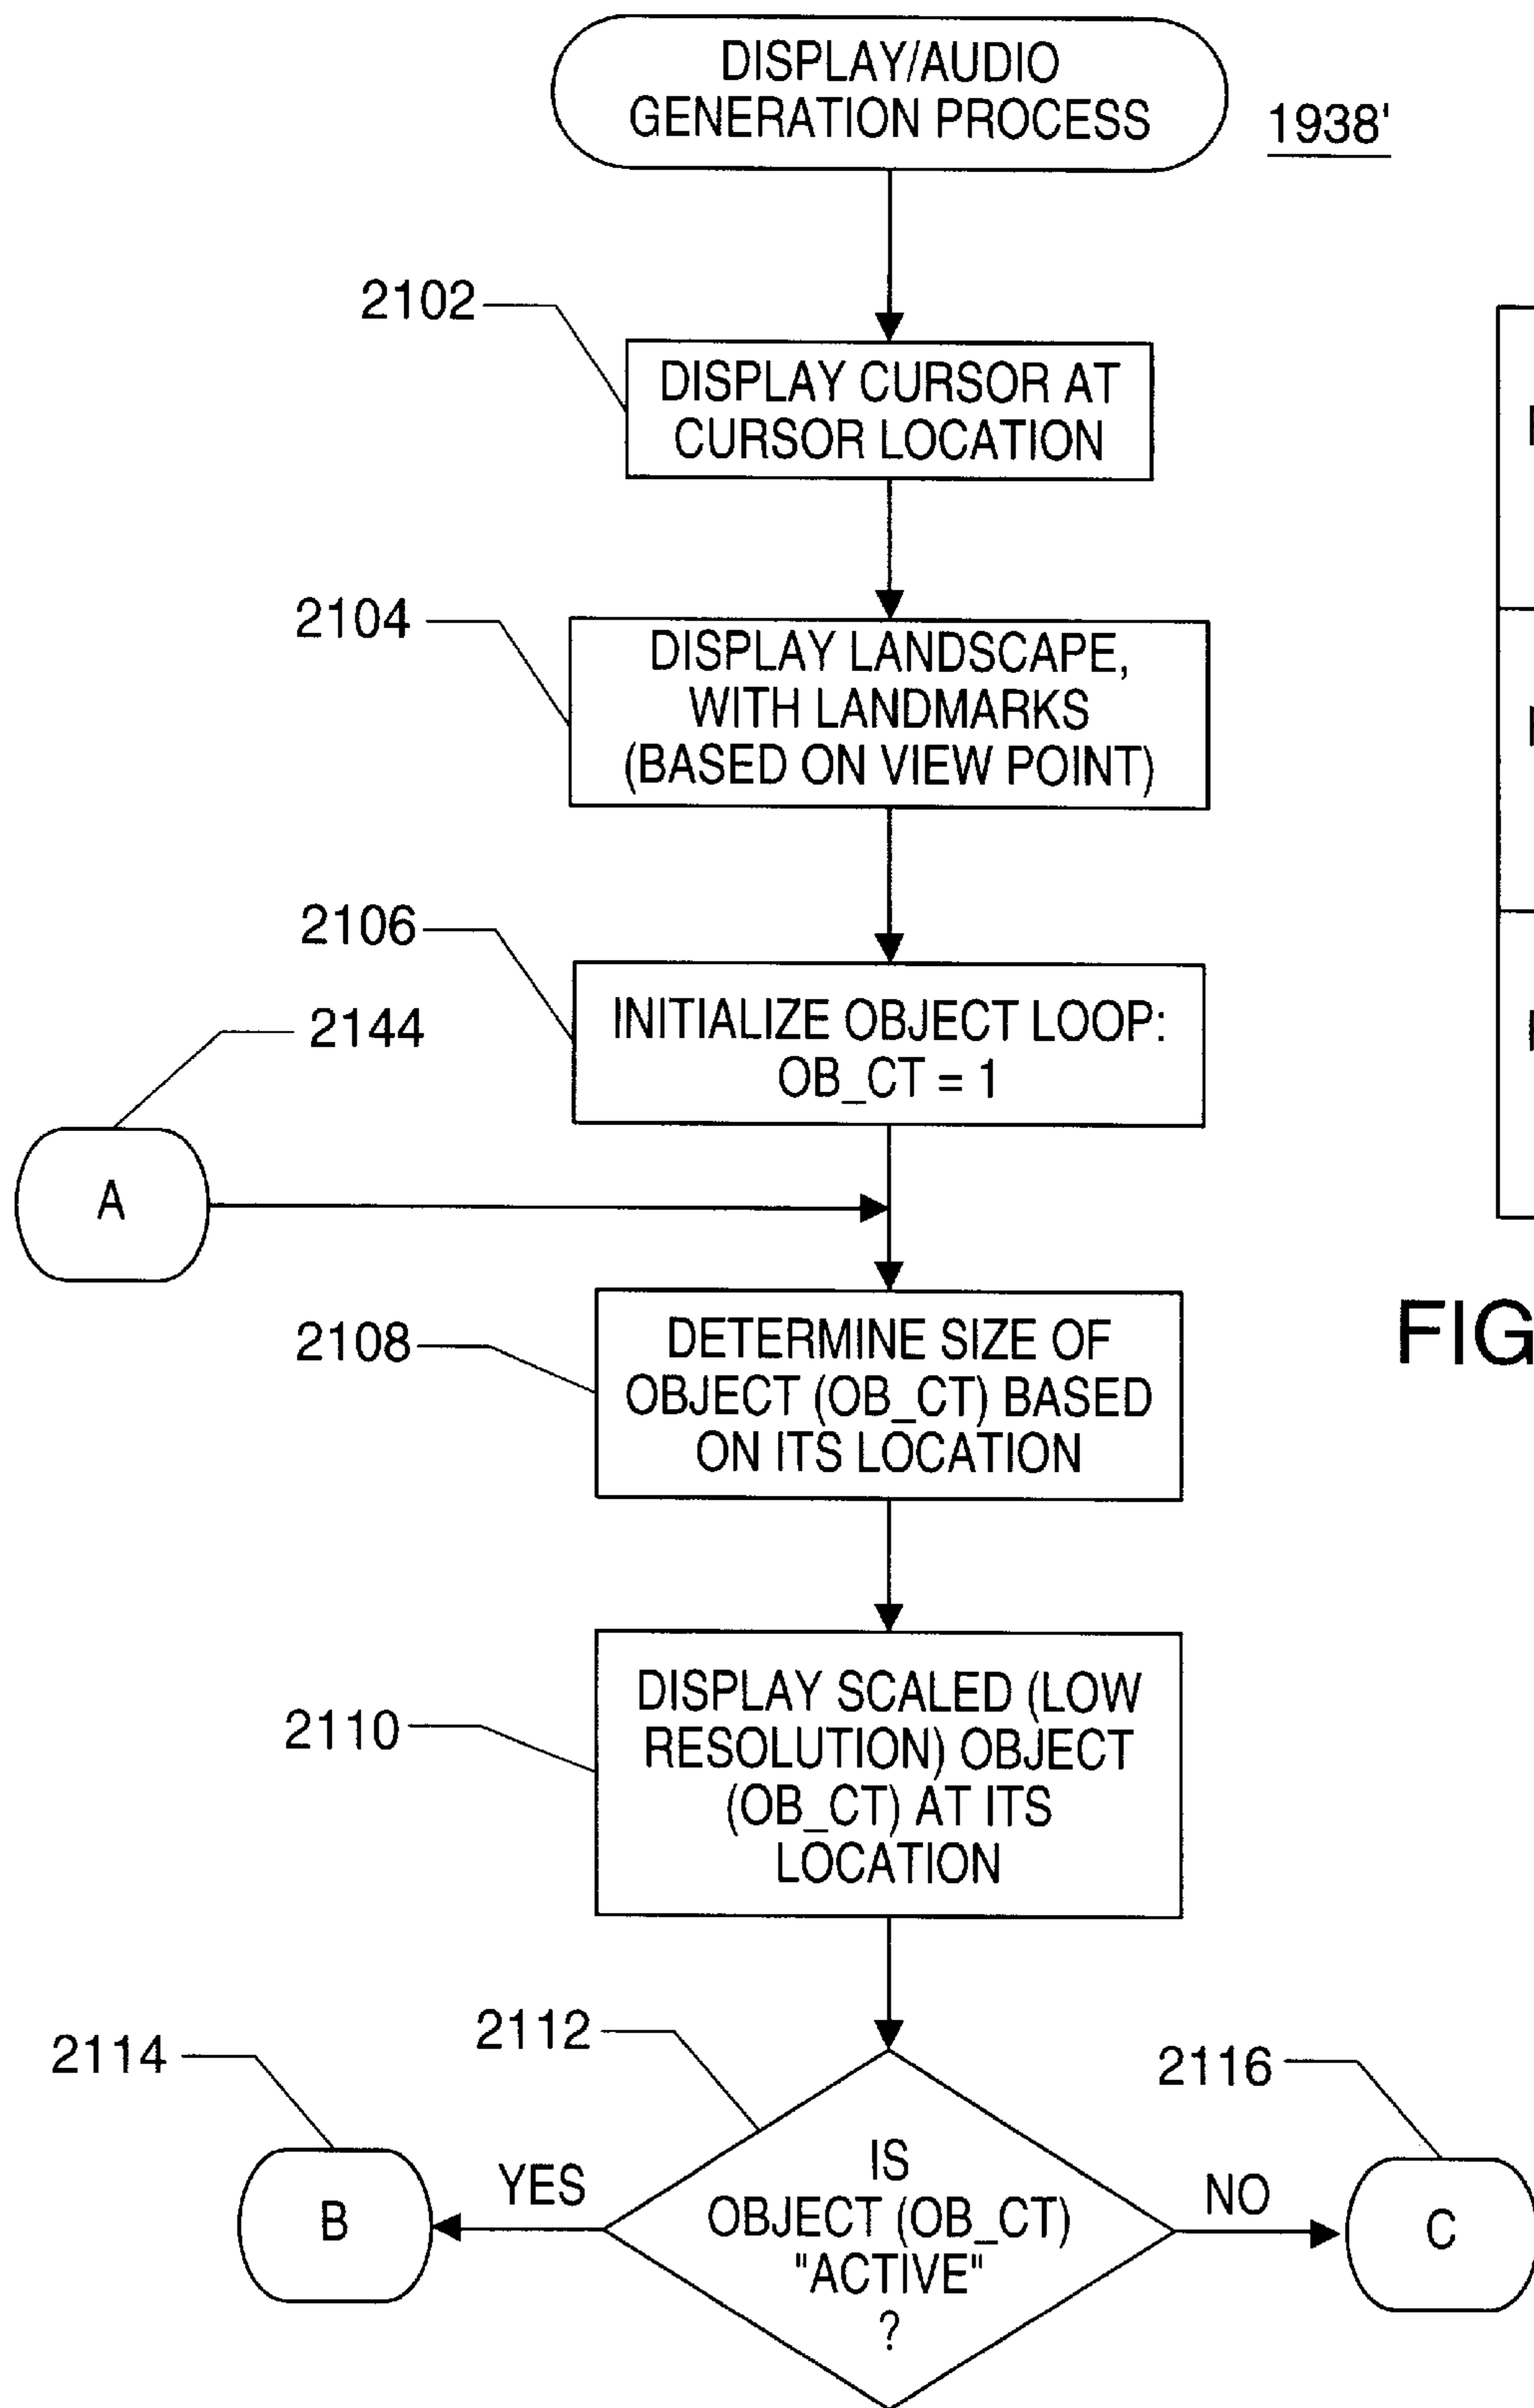 DISPLAY/AUDIO
GENERATION PROCESS
1938'
2102
DISPLAY CURSOR AT
CURSOR LOCATION
2104
DISPLAY LANDSCAPE,
WITH LANDMARKS
(BASED ON VIEW POINT)
2106
INITIALIZE OBJECT LOOP:
OB_CT = 1
2144
A
2108
DETERMINE SIZE OF
OBJECT (OB_CT) BASED
ON ITS LOCATION
FIG
2110
DISPLAY SCALED (LOW
RESOLUTION) OBJECT
(OB_CT) AT ITS
LOCATION
2112
2114
2116
B
YES
IS
OBJECT (OB_CT)
"ACTIVE"
?
NO
C